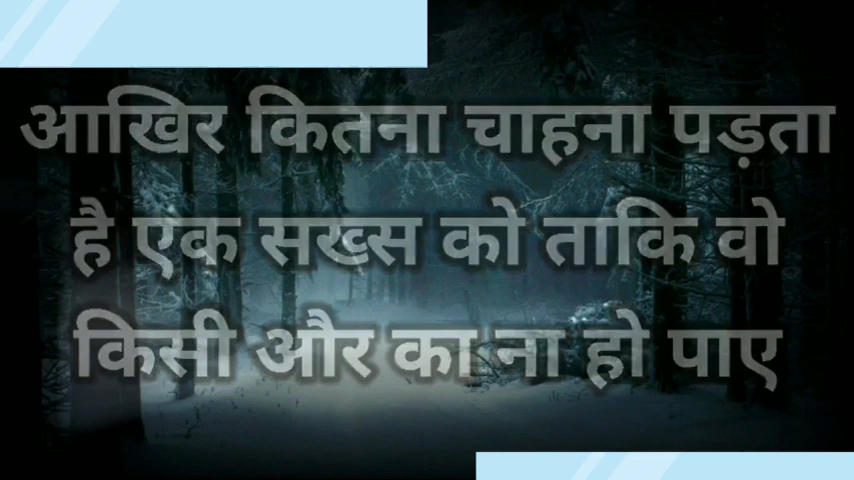 आखिर कितना चाहना पड़ता
है एक सख्स को ताकि वो
किसी और का ना हो पाए